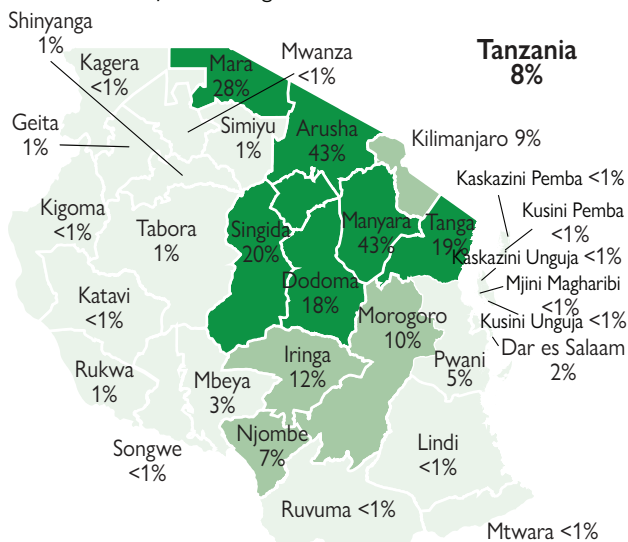 Shinyanga
1%
Kagera
<1%
Mara
28%
Mwanza
<1%
Tanzania
8%
Geita
1%
Simiyu
1%
Arusha
43%
Kilimanjaro 9%
Kaskazini Pemba <1%
Kigoma
<1%
Tabora
1%
Singida
20%
Manyara
43%
Tanga
19%
Kusini Pemba
<1%
Kaskazini Unguja <1%
Mjini Magharibi
<1%
Kusini Unguja <1%
Katavi
<1%
Dodoma
18%
Morogoro
10%
Dar es Salaam
2%
Pwani
5%
Rukwa
1%
Mbeya
3%
Iringa
12%
Songwe
<1%
Njombe
7%
Lindi
<1%
Ruvuma <1%
Mtwara <1%